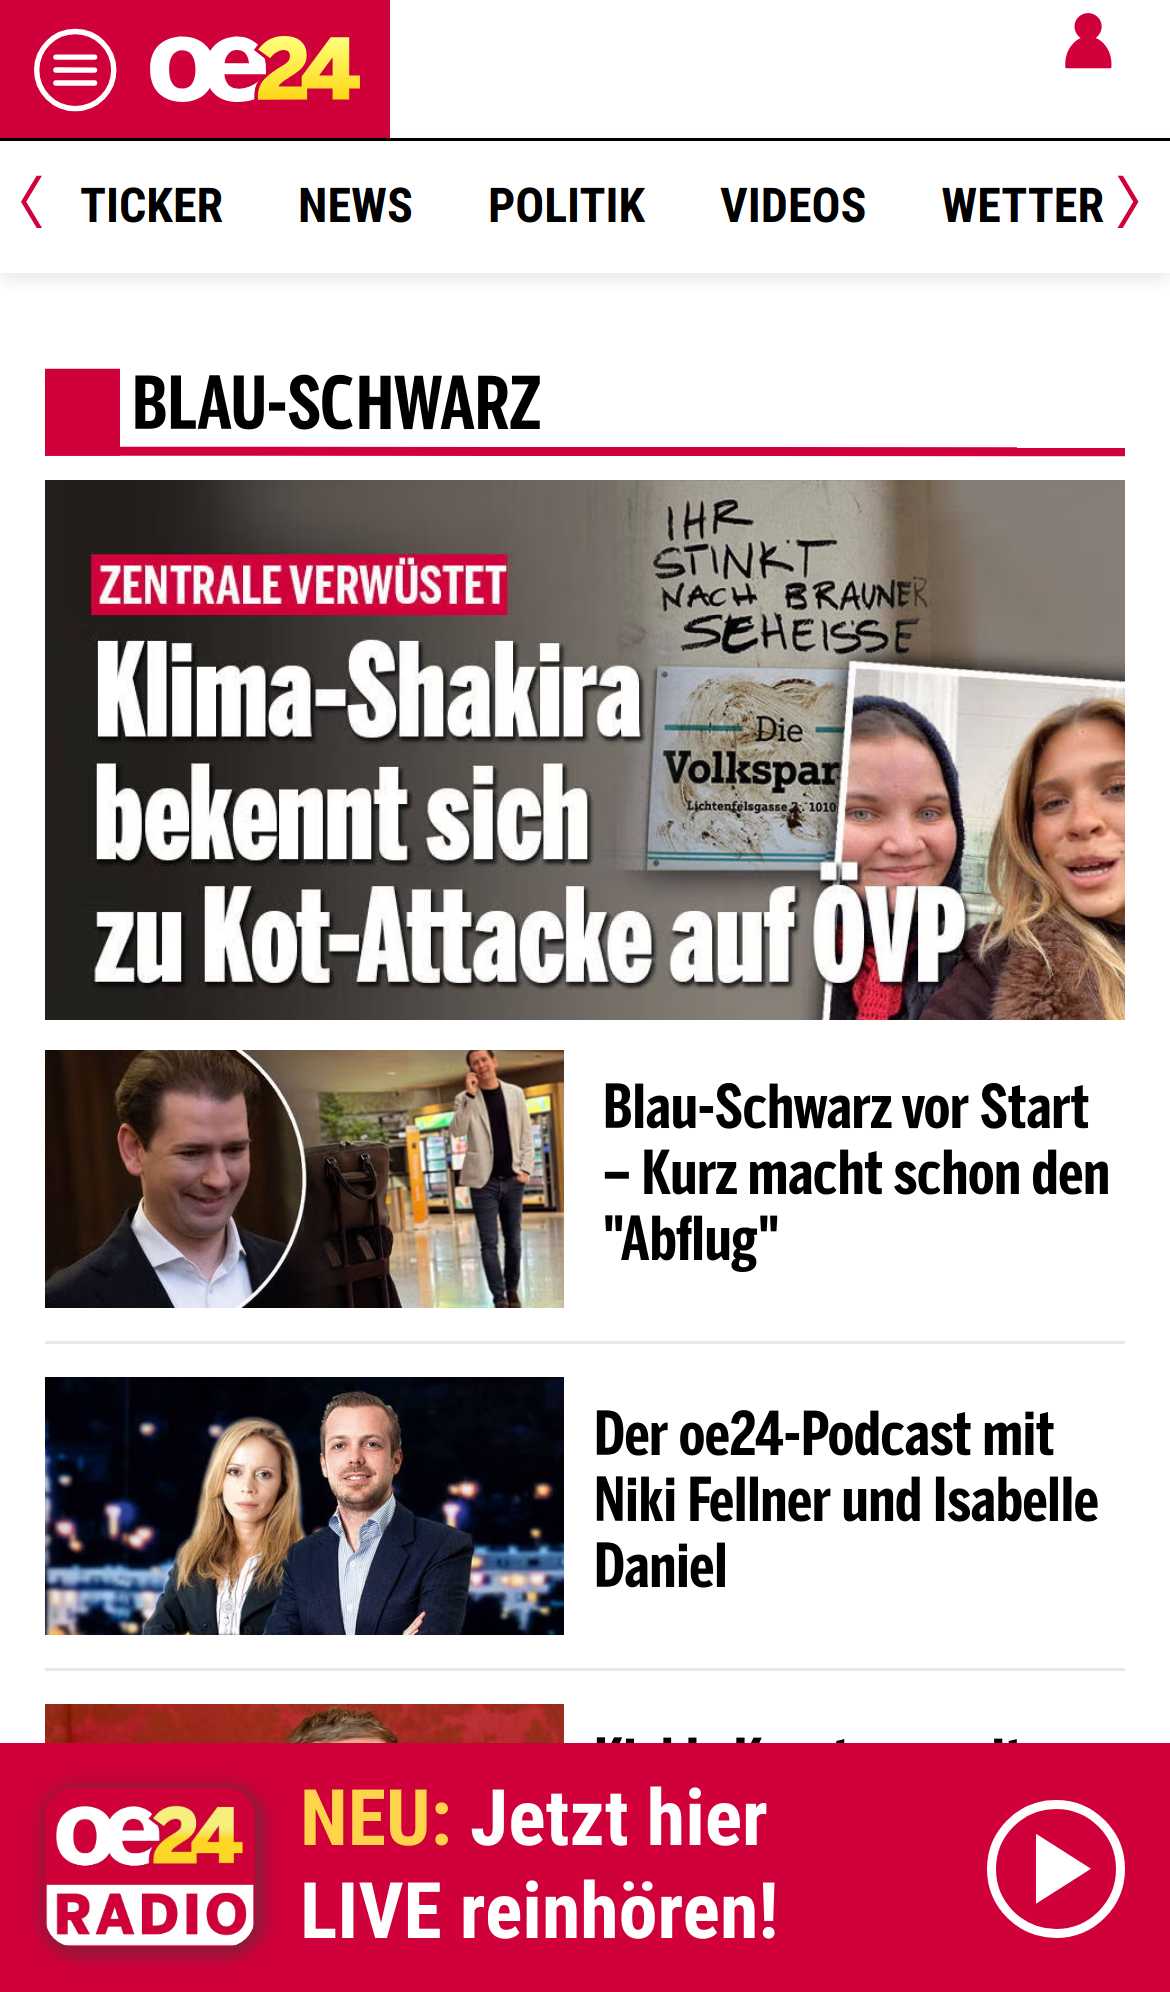 oe24
TICKER NEWS POLITIK VIDEOS WETTER
BLAU-SCHWARZ
IHR
STINKT
NACH BRAUNER
SEHEISSE
ZENTRALE VERWÜSTET
Klima-Shakira
bekennt sich
zu Kot-Attacke auf ÖVP
Die
Volkspar
Lichtenfelsgasse 7, 1010
Blau-Schwarz vor Start
– Kurz macht schon den
"Abflug"
Der oe24-Podcast mit
Niki Fellner und Isabelle
Daniel
oe24
RADIO
NEU: Jetzt hier
LIVE reinhören!